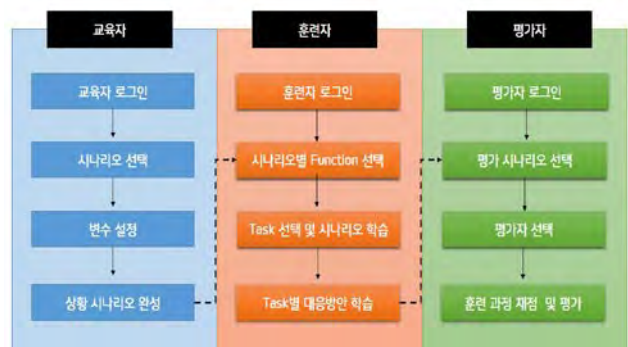 교육자
교육자 로그인
시나리오 선택
변수 설정
상황 시나리오 완성
훈련자
훈련자 로그인
시나리오별 Function 선택
Task 선택 및 시나리오 학습
Task별 대응방안 학습
평가자
평가자 로그인
평가 시나리오 선택
평가자 선택
훈련 과정 채점 및 평가